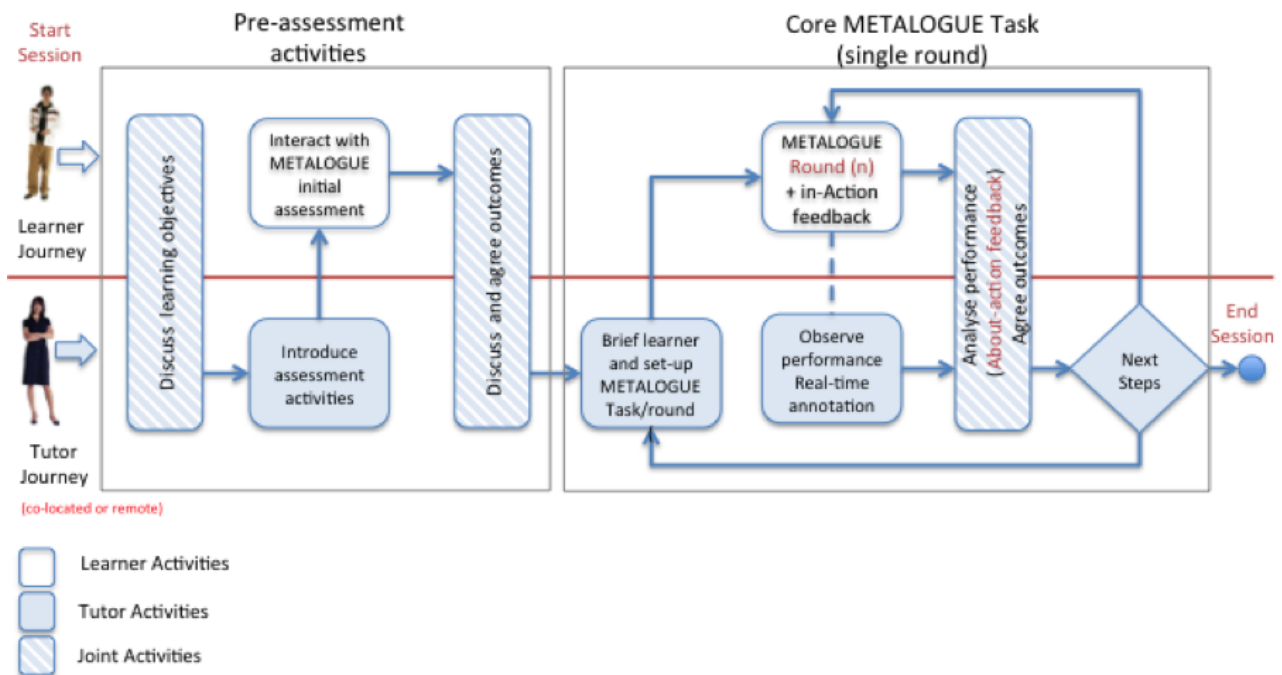 Start
Session
Pre-assessment
activities
Core METALOGUE Task
(single round)
Learner
Journey
Tutor
Journey
(co-located or remote)
Discuss learning objectives
Interact with
METALOGUE
initial
assessment
Introduce
assessment
activities
Discuss and agree outcomes
Brief learner
and set-up
METALOGUE
Task/round
METALOGUE
Round (n)
+ in-Action
feedback
Observe
performance
Real-time
annotation
Analyse performance
(About-action feedback)
Agree outcomes
Next
Steps
End
Session
Learner Activities
Tutor Activities
Joint Activities